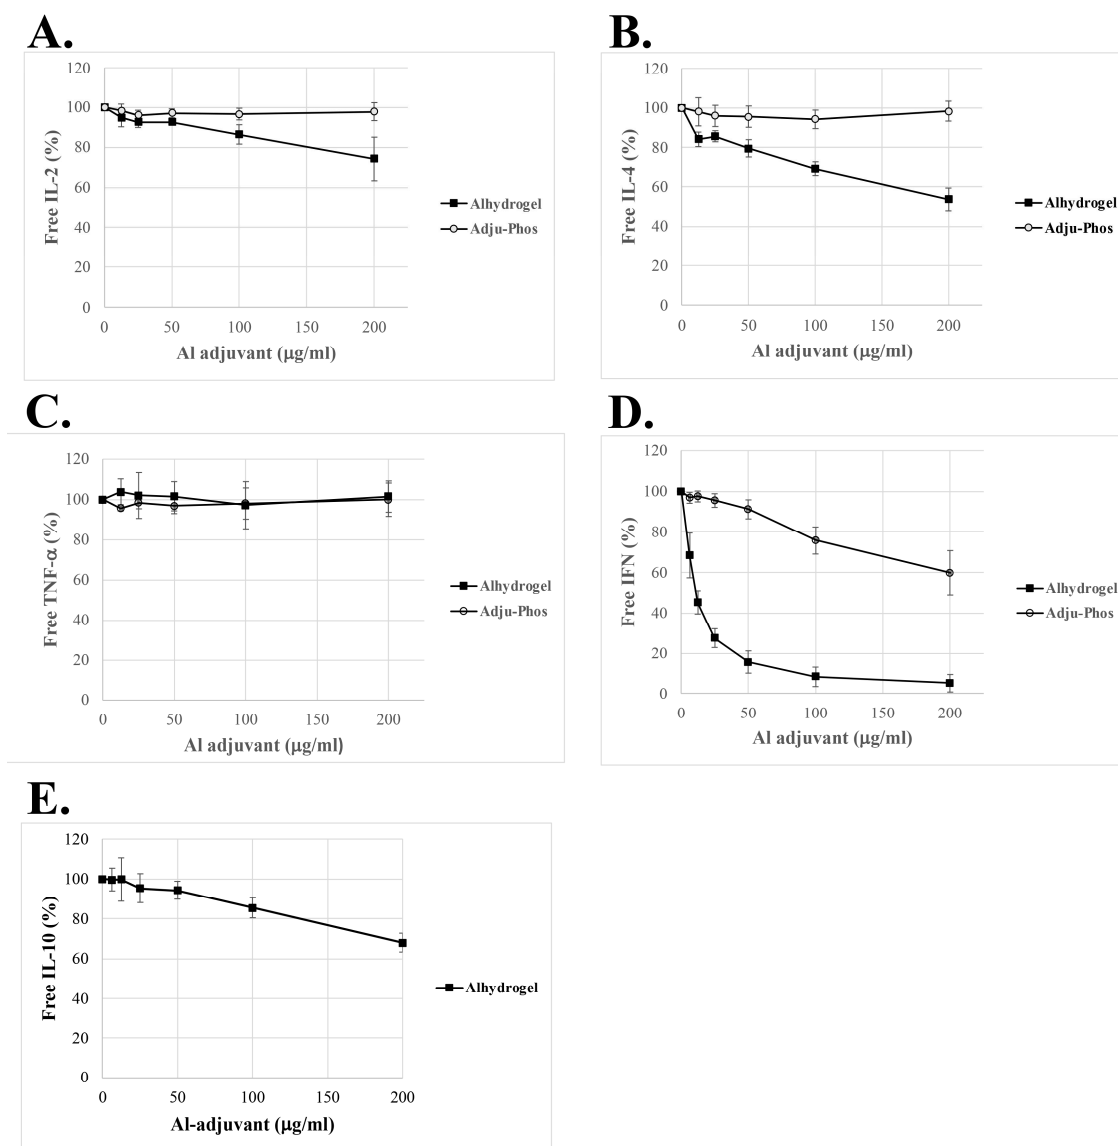 A.
120
100
80
60
40
20
0
Free IL-2 (%)
0 50 100 150 200
Al adjuvant (μg/ml)
Alhydrogel
Adju-Phos
B.
120
100
80
60
40
20
0
Free IL-4 (%)
0 50 100 150 200
Al adjuvant (μg/ml)
Alhydrogel
Adju-Phos
C.
120
100
80
60
40
20
0
Free TNF-α (%)
0 50 100 150 200
Al adjuvant (μg/ml)
Alhydrogel
Adju-Phos
D.
120
100
80
60
40
20
0
Free IFN (%)
0 50 100 150 200
Al adjuvant (μg/ml)
Alhydrogel
Adju-Phos
E.
120
100
80
60
40
20
0
Free IL-10 (%)
0 50 100 150 200
Al-adjuvant (μg/ml)
Alhydrogel